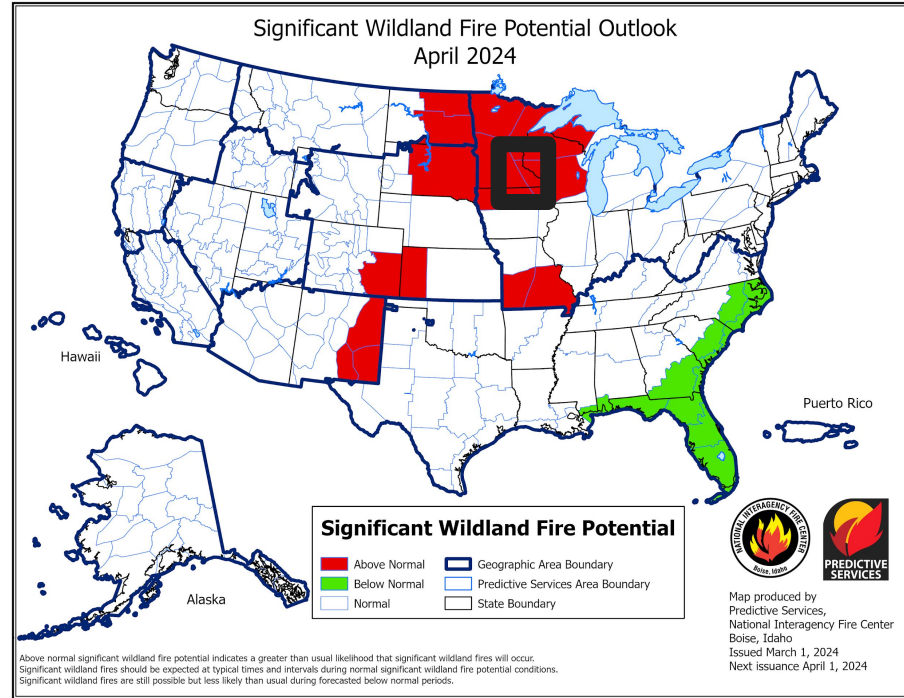 Significant Wildland Fire Potential Outlook
April 2024
Hawaii
Puerto Rico
Alaska
Significant Wildland Fire Potential
Above Normal
Below Normal
Normal
Geographic Area Boundary
Predictive Services Area Boundary
State Boundary
NATIONAL INTERAGENCY FIRE CENTER
Boise, Idaho
PREDICTIVE
SERVICES
Map produced by
Predictive Services,
National Interagency Fire Center
Boise, Idaho
Issued March 1, 2024
Next issuance April 1, 2024
Above normal significant wildland fire potential indicates a greater than usual likelihood that significant wildland fires will occur.
Significant wildland fires should be expected at typical times and intervals during normal significant wildland fire potential conditions.
Significant wildland fires are still possible but less likely than usual during forecasted below normal periods.